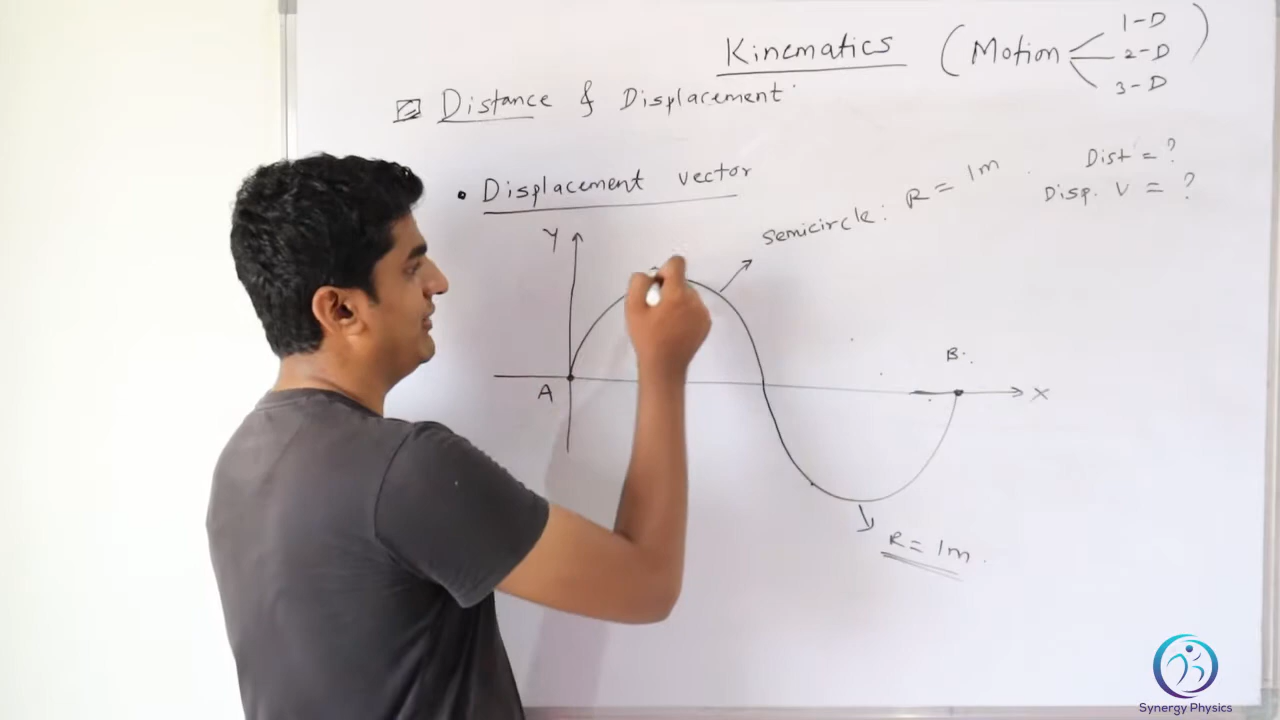 Kinematics (Motion 1-D 2-D 3-D)
Distance & Displacement
• Displacement vector
Semicircle: R = 1m
Dist = ?
Disp. V = ?
Y
A
B
X
R = 1m
Synergy Physics